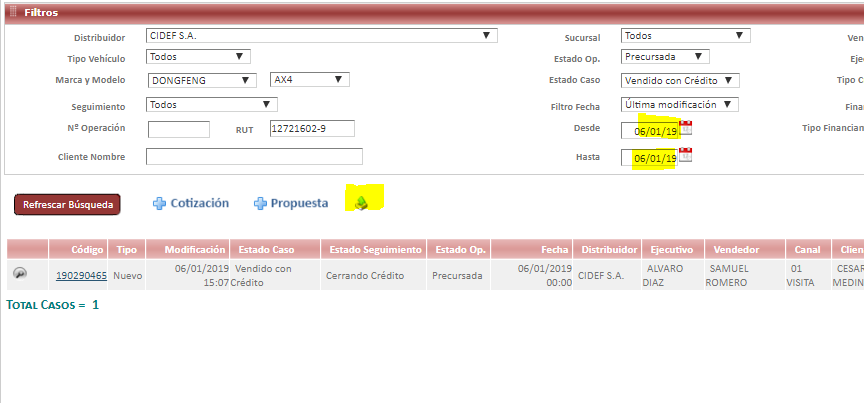 Filtros
Distribuidor CIDEF S.A. Sucursal Todos Ven
Tipo Vehículo Todos Estado Op. Precursada Eje
Marca y Modelo DONGFENG AX4 Estado Caso Vendido con Crédito Tipo C
Seguimiento Todos Filtro Fecha Última modificación Finan
Nº Operación RUT 12721602-9 Desde 06/01/19 Tipo Financian
Cliente Nombre Hasta 06/01/19
Refrescar Búsqueda Cotización Propuesta
Código Tipo Modificación Estado Caso Estado Seguimiento Estado Op. Fecha Distribuidor Ejecutivo Vendedor Canal Clien
190290465 Nuevo 06/01/2019 15:07 Vendido con Crédito Cerrando Crédito Precursada 06/01/2019 00:00 CIDEF S.A. ALVARO DIAZ SAMUEL ROMERO 01 VISITA CESAR MEDIN
Total Casos = 1